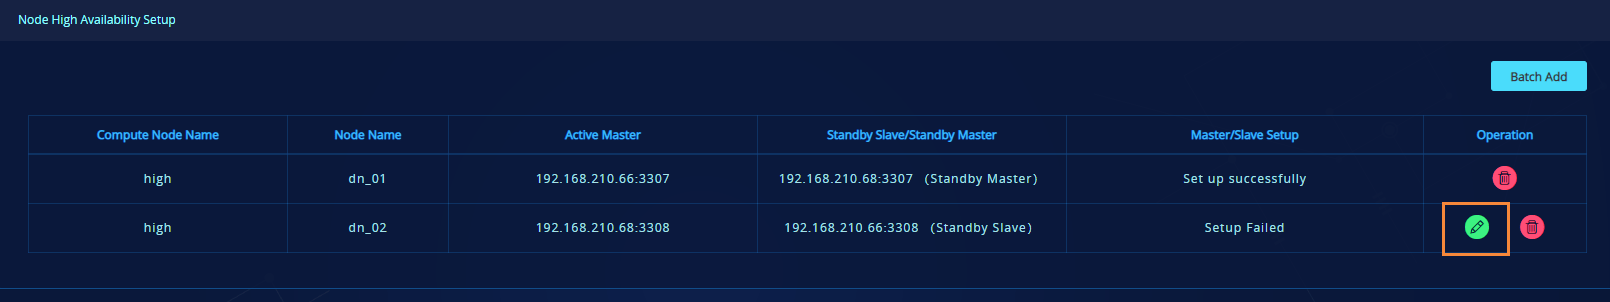 Node High Availability Setup
Batch Add
Compute Node Name Node Name Active Master Standby Slave/Standby Master Master/Slave Setup Operation
high dn_01 192.168.210.66:3307 192.168.210.68:3307 (Standby Master) Set up successfully
high dn_02 192.168.210.68:3308 192.168.210.66:3308 (Standby Slave) Setup Failed